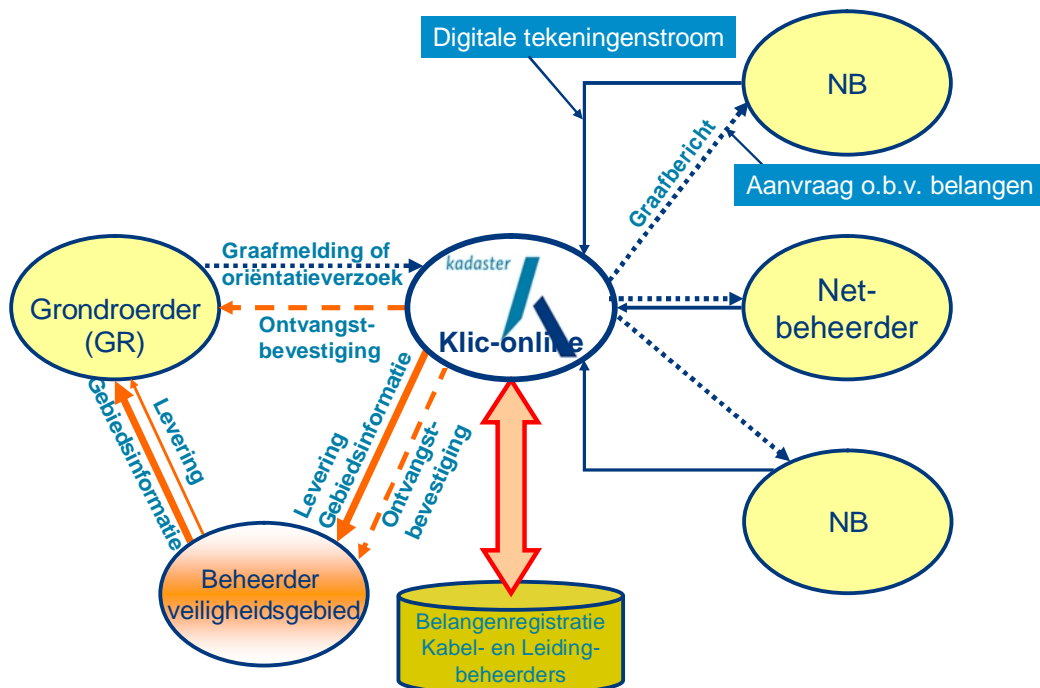 Digitale tekeningenstroom
NB
Graafbericht
Aanvraag o.b.v. belangen
Graafmelding of
oriëntatieverzoek
kadaster
Klic-online
Grondroerder
(GR)
Ontvangst-
bevestiging
Net-
beheerder
Levering
Gebiedsinformatie
Levering
Gebiedsinformatie
Ontvangst-
bevestiging
NB
Beheerder
veiligheidsgebied
Belangenregistratie
Kabel- en Leiding-
beheerders